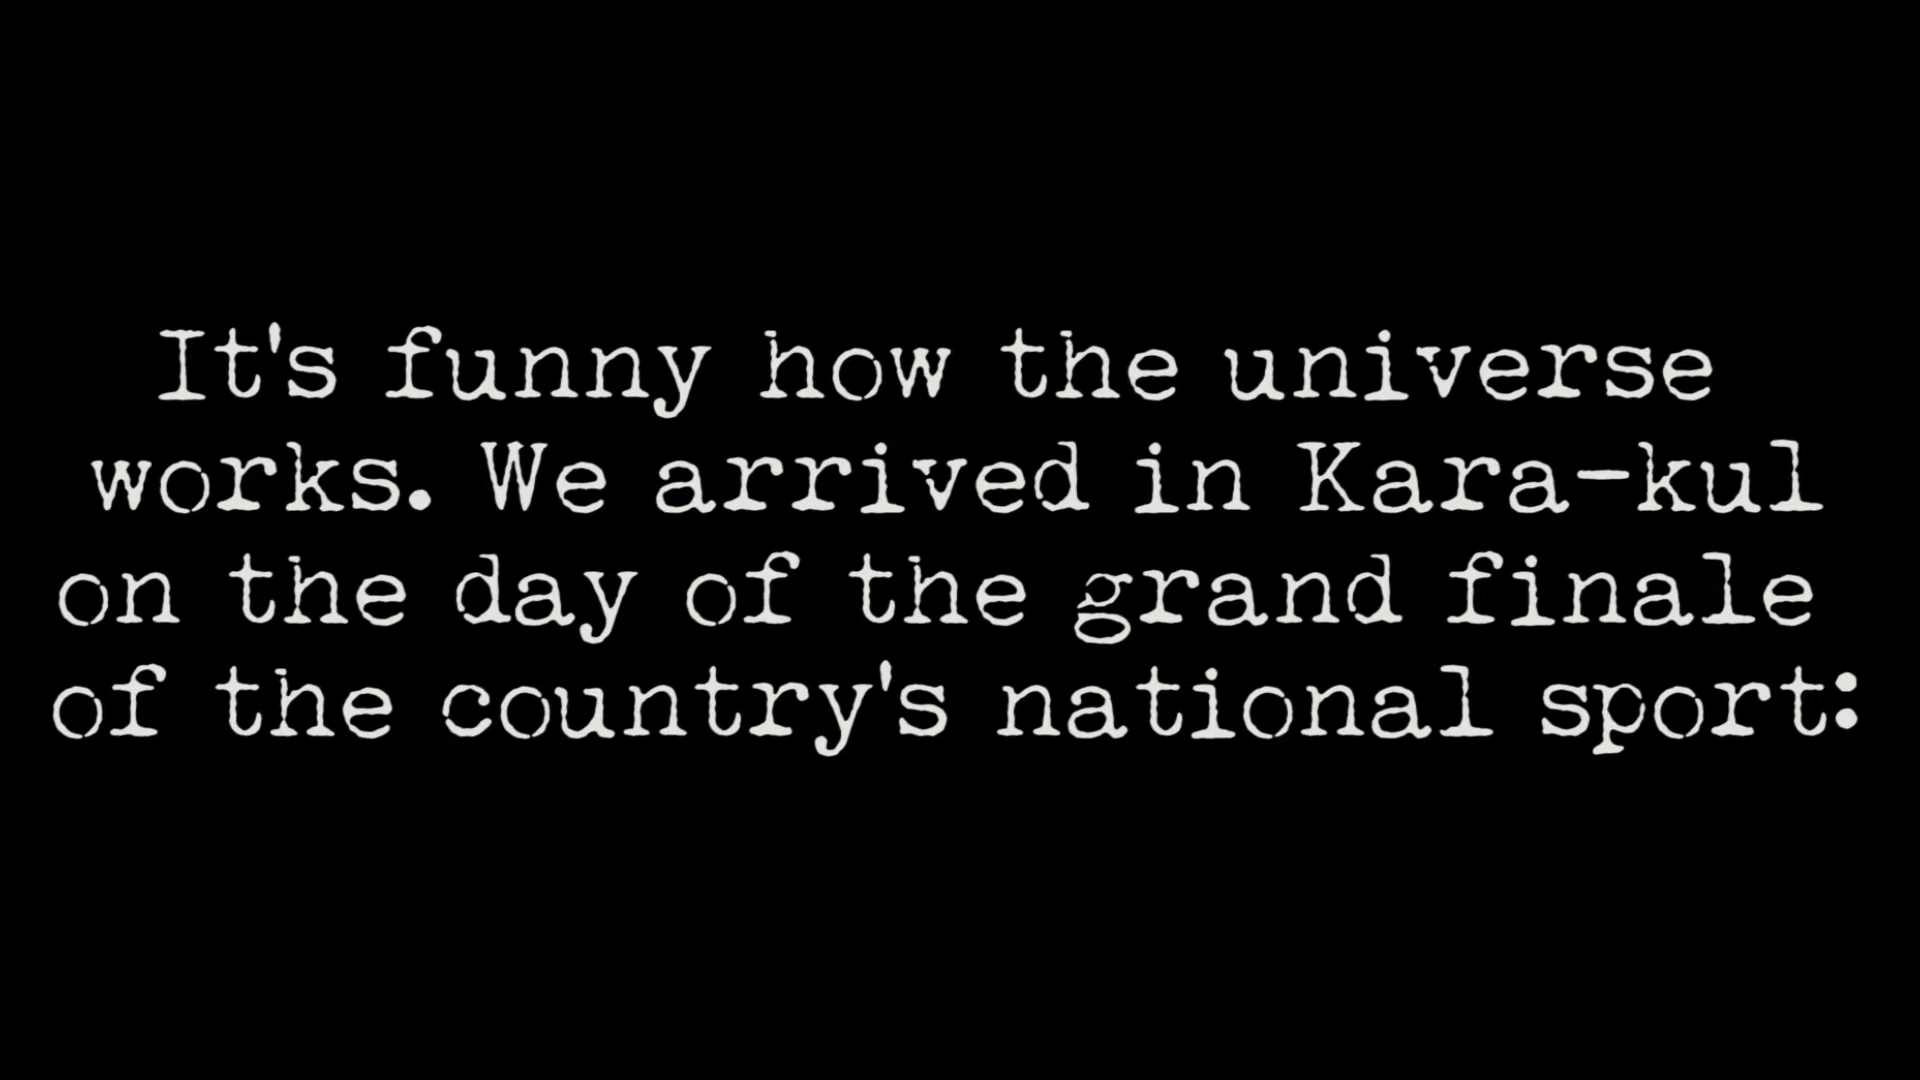 It's funny how the universe
works. We arrived in Kara-kul
on the day of the grand finale
of the country's national sport: